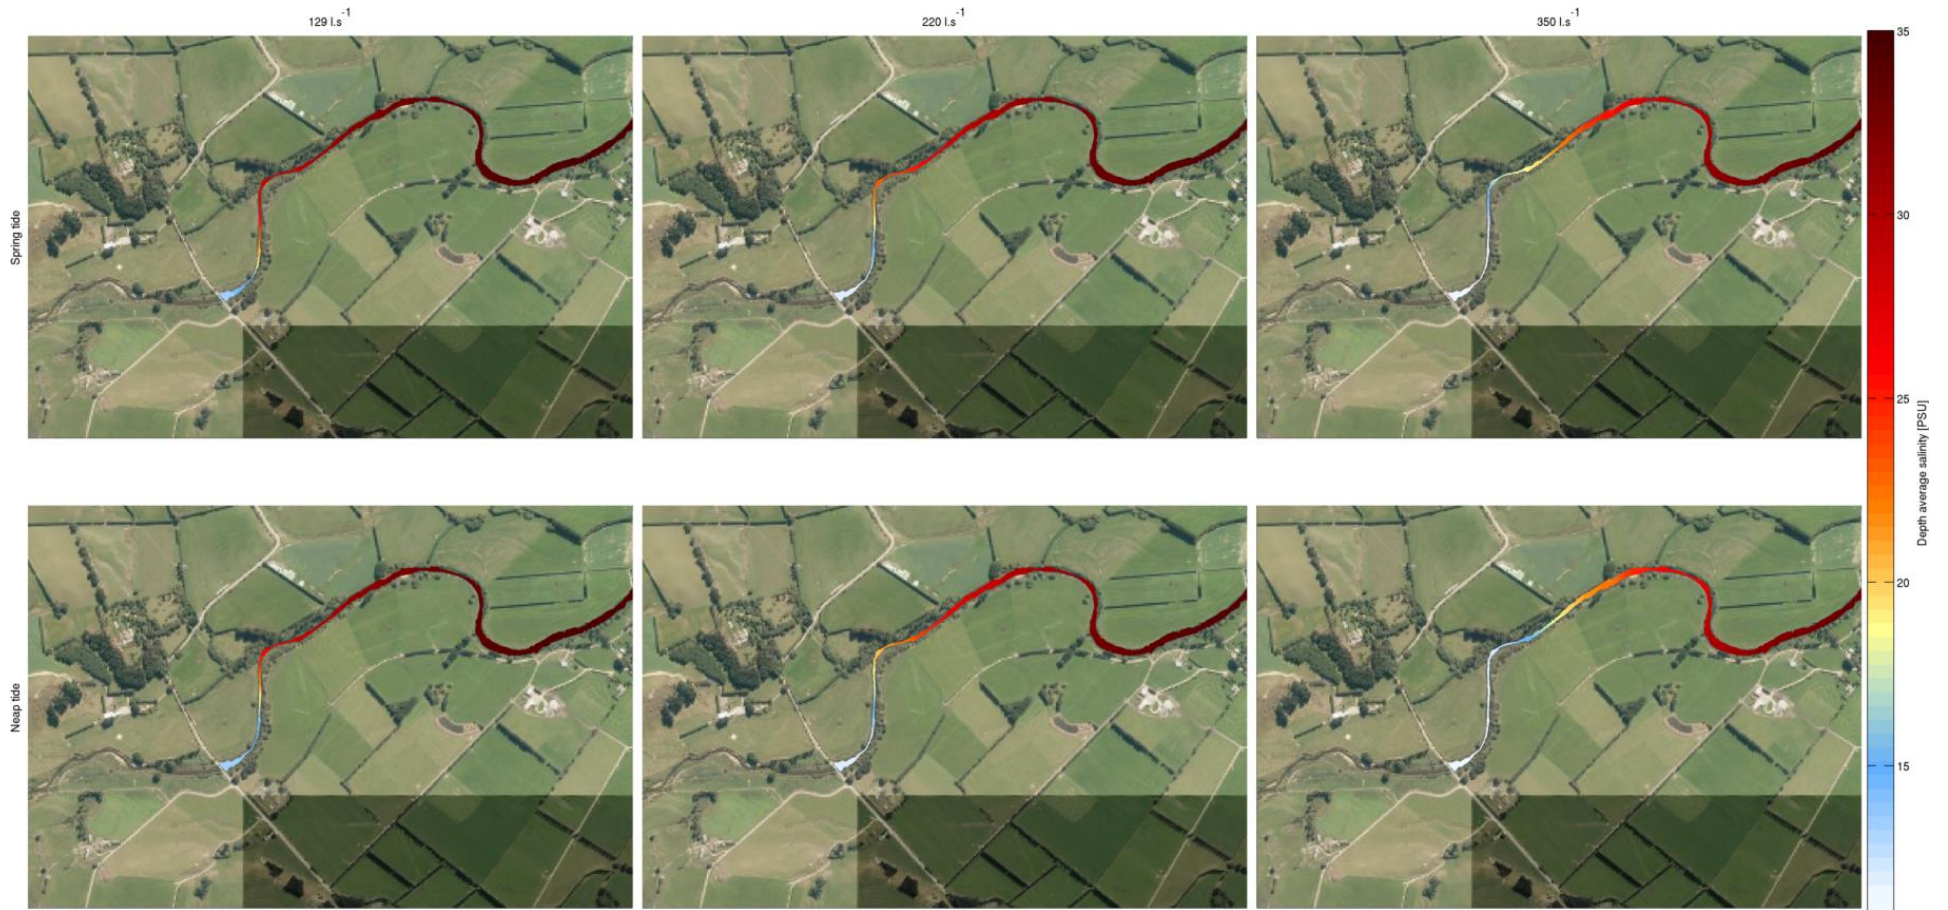 129 l.s-1
220 l.s-1
350 l.s-1
Spring tide
Neap tide
35
30
25
20
15
Depth average salinity [PSU]